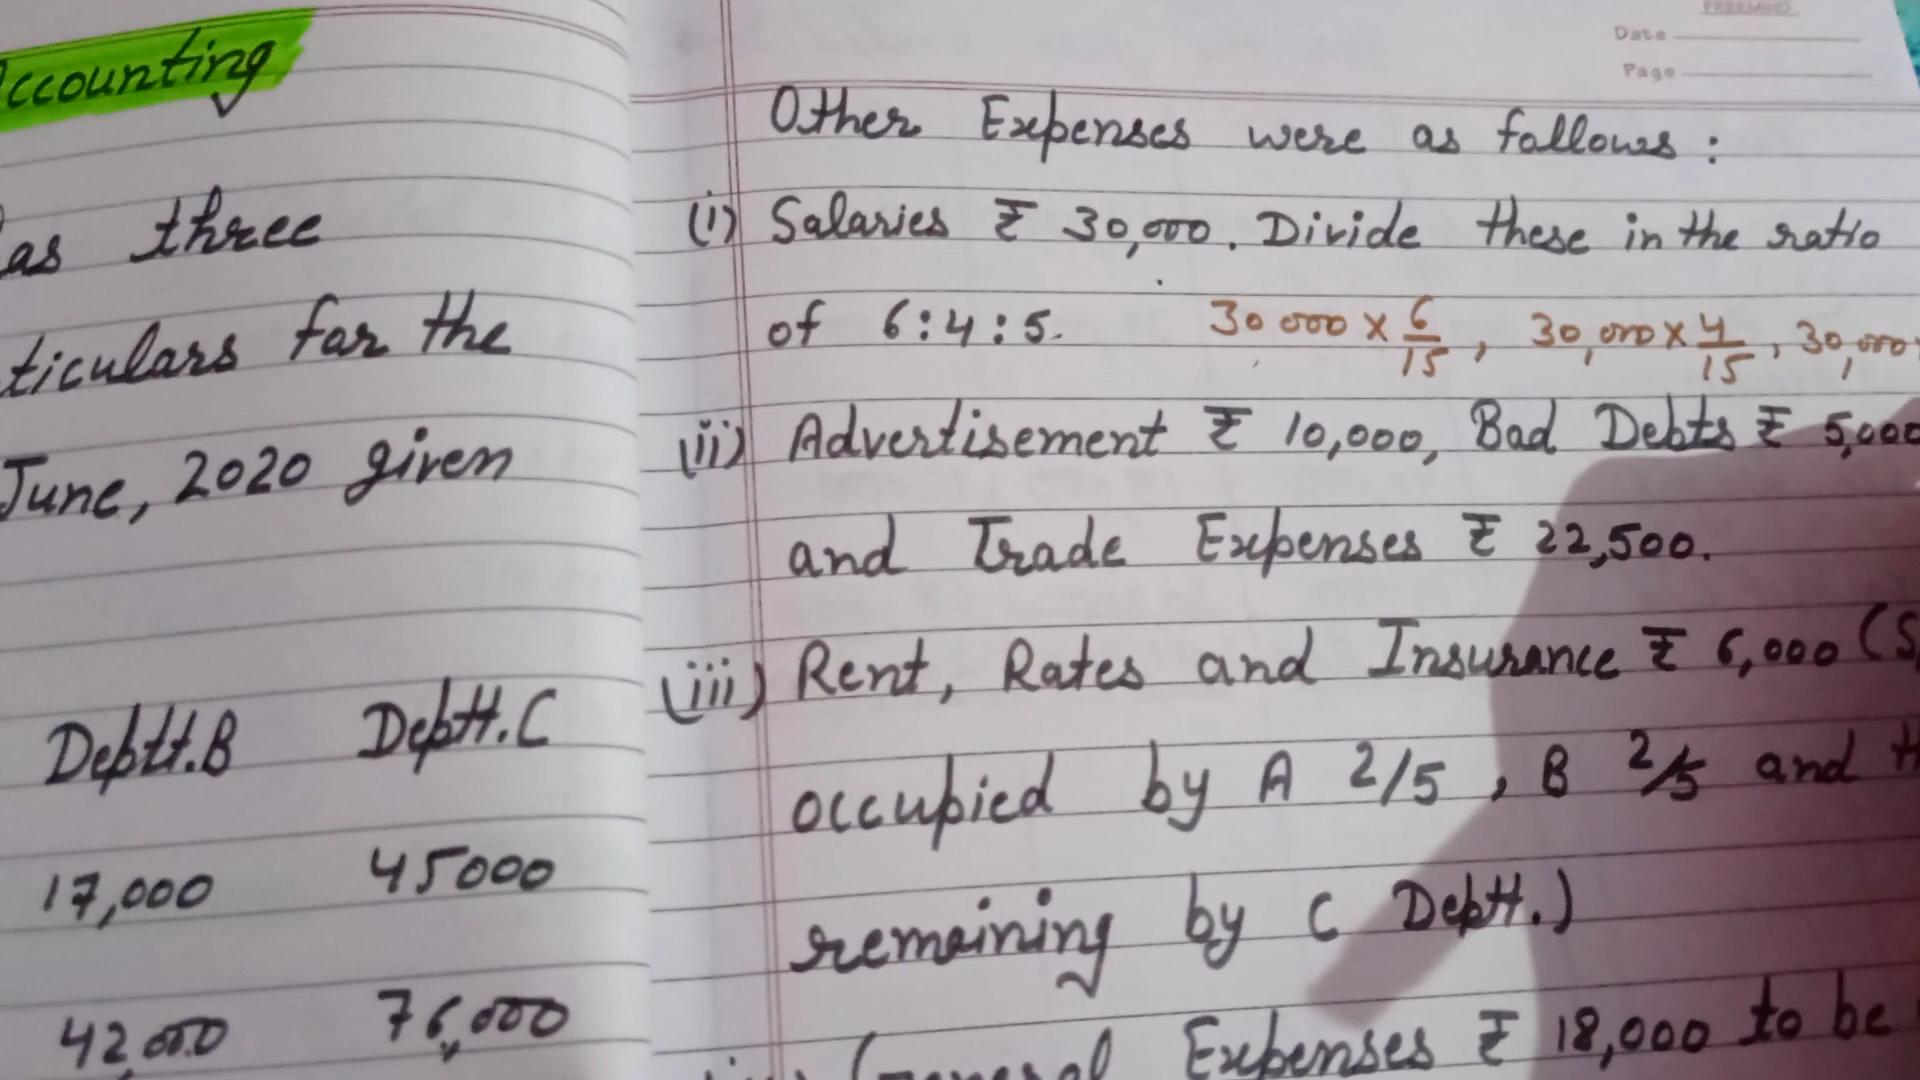 ccounting
as three
ticulars for the
June, 2020 given
Deptt.B Deptt.C
17,000 45000
42,000 76,000
FREEMIND
Date
Page
Other Expenses were as follows:
(i) Salaries ₹ 30,000. Divide these in the ratio
of 6:4:5. 30000 x 6/15, 30,000 x 4/15, 30,000
(ii) Advertisement ₹ 10,000, Bad Debts ₹ 5,000
and Trade Expenses ₹ 22,500.
(iii) Rent, Rates and Insurance ₹ 6,000 (S
occupied by A 2/5, B 2/5 and
remaining by C Deptt.)
General Expenses ₹ 18,000 to be